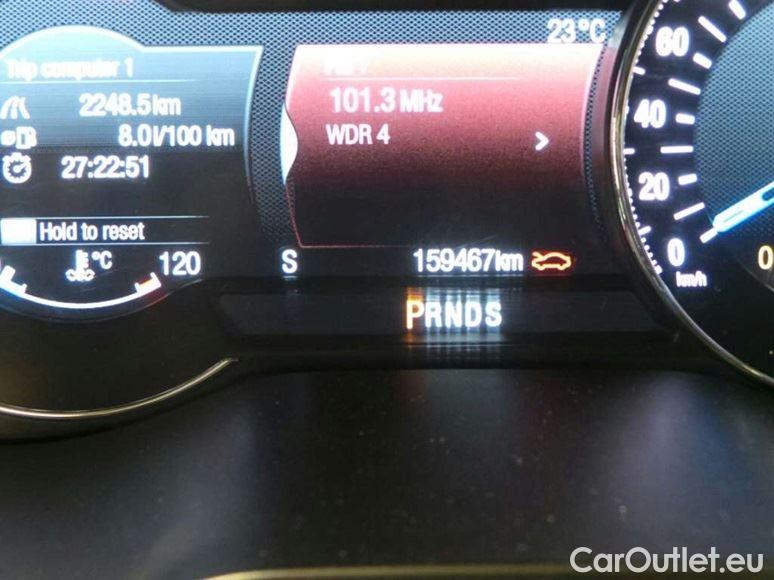 23°C
Trip computer 1
2248.5 km
8.0l/100 km
27:22:51
Hold to reset
°C
120
101.3 MHz
WDR 4
S
159467km
PRNDS
60
40
20
0
km/h
0
CarOutlet.eu